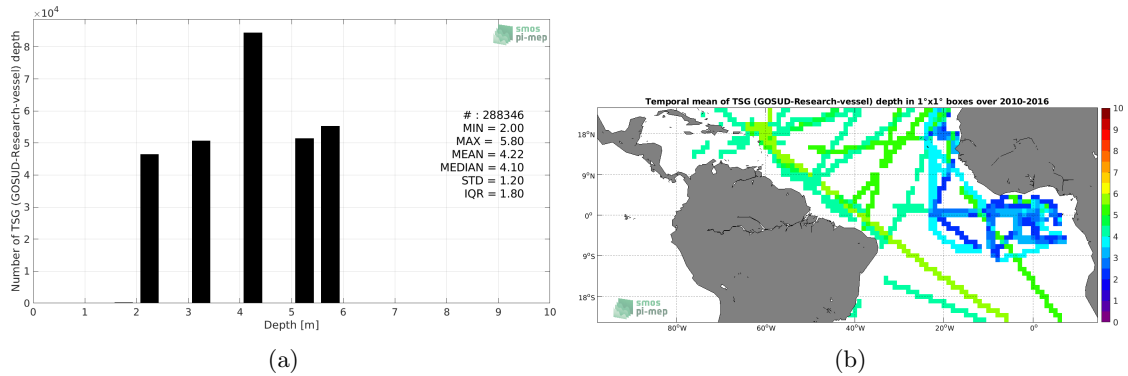 ×10⁴
8
7
6
5
4
3
2
1
0
Number of TSG (GOSUD-Research-vessel) depth
smos
pi-mep
# : 288346
MIN = 2.00
MAX = 5.80
MEAN = 4.22
MEDIAN = 4.10
STD = 1.20
IQR = 1.80
0 1 2 3 4 5 6 7 8 9 10
Depth [m]
(a)
Temporal mean of TSG (GOSUD-Research-vessel) depth in 1°x1° boxes over 2010-2016
18°N
9°N
0°
9°S
18°S
smos
pi-mep
80°W 60°W 40°W 20°W 0°
10
9
8
7
6
5
4
3
2
1
0
(b)